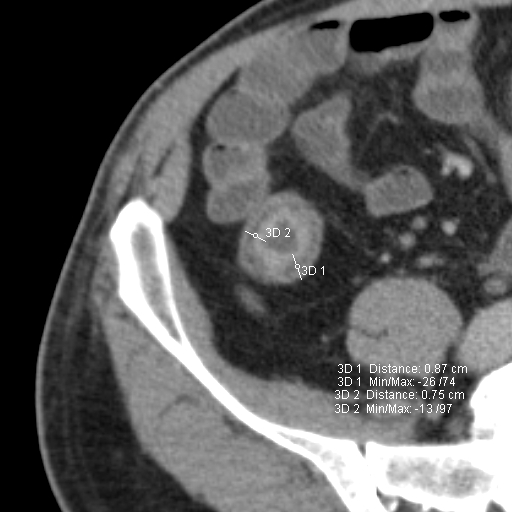 3D 2
3D 1
3D 1 Distance: 0.87 cm
3D 1 Min/Max: -26/74
3D 2 Distance: 0.75 cm
3D 2 Min/Max: -13/97